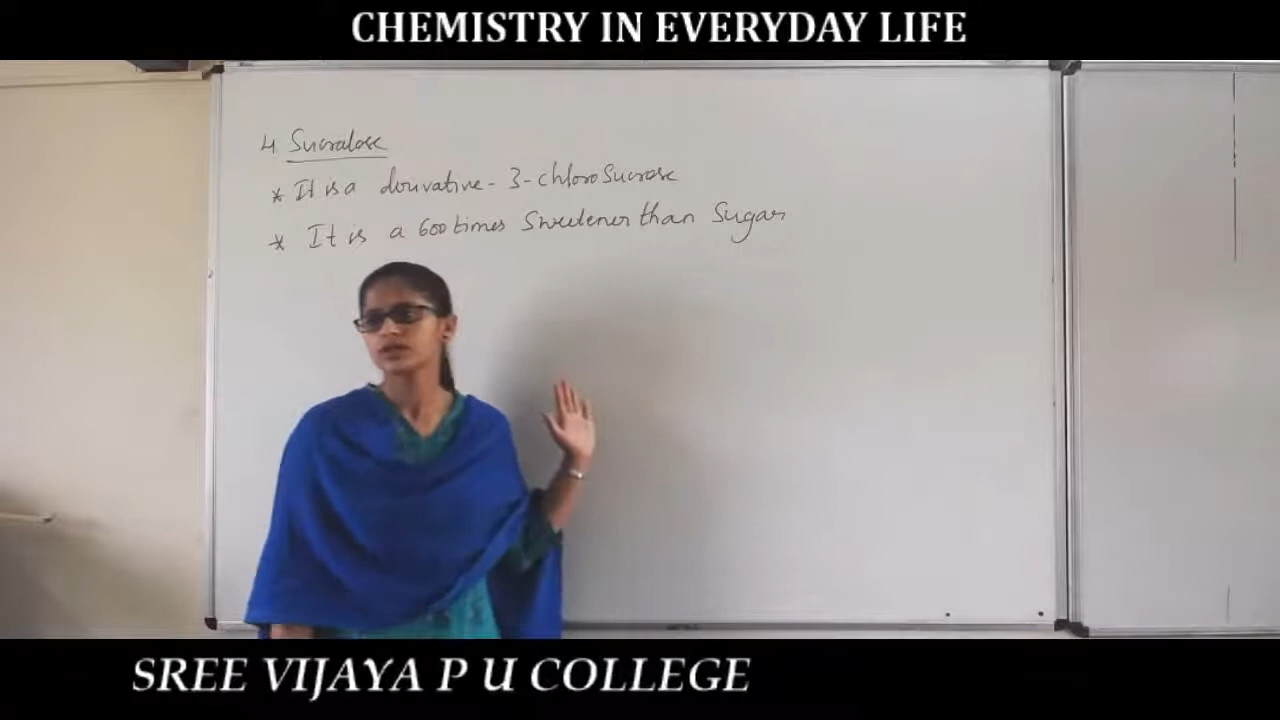 CHEMISTRY IN EVERYDAY LIFE
4 Sucralose
* It is a derivative - 3-chloroSucrose
* It is a 600 times Sweetener than Sugar
SREE VIJAYA P U COLLEGE